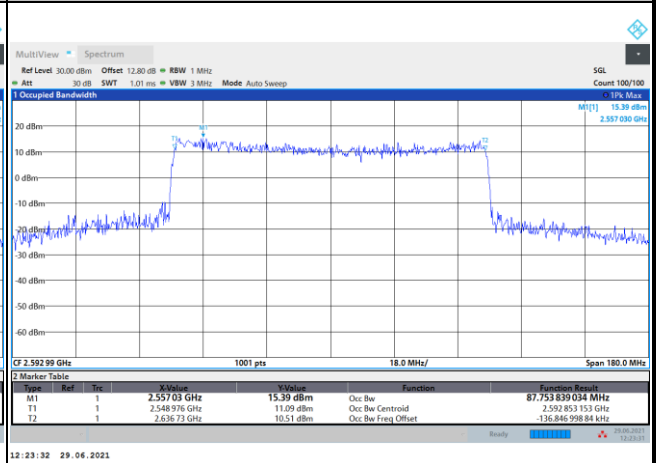 MultiView Spectrum
Ref Level 30.00 dBm Offset 12.80 dB RBW 1 MHz SGL
Att 30 dB SWT 1.01 ms VBW 3 MHz Mode Auto Sweep Count 100/100
1 Occupied Bandwidth 1Pk Max
M1[1] 15.39 dBm
2.557 030 GHz
20 dBm
T1 M1 T2
10 dBm
0 dBm
-10 dBm
-20 dBm
-30 dBm
-40 dBm
-50 dBm
-60 dBm
CF 2.592 99 GHz 1001 pts 18.0 MHz/ Span 180.0 MHz
2 Marker Table
Type Ref Trc X-Value Y-Value Function Function Result
M1 1 2.557 03 GHz 15.39 dBm Occ Bw 87.753 839 034 MHz
T1 1 2.548 976 GHz 11.09 dBm Occ Bw Centroid 2.592 853 153 GHz
T2 1 2.636 73 GHz 10.51 dBm Occ Bw Freq Offset -136.846 998 84 kHz
Ready 29.06.2021
12:23:31
12:23:32 29.06.2021